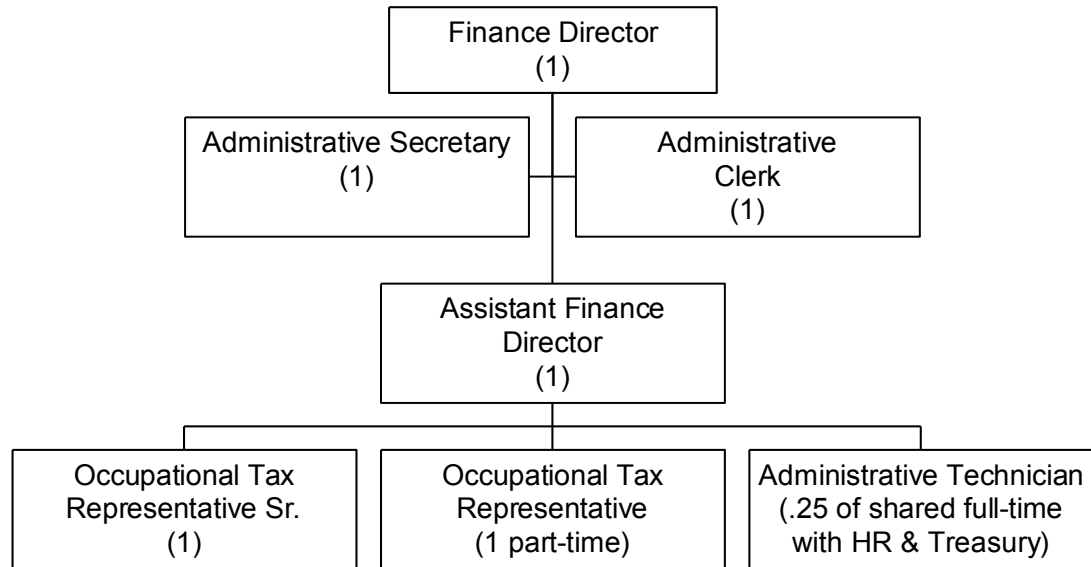 Finance Director
(1)
Administrative Secretary
(1)
Administrative
Clerk
(1)
Assistant Finance
Director
(1)
Occupational Tax
Representative Sr.
(1)
Occupational Tax
Representative
(1 part-time)
Administrative Technician
(.25 of shared full-time
with HR & Treasury)